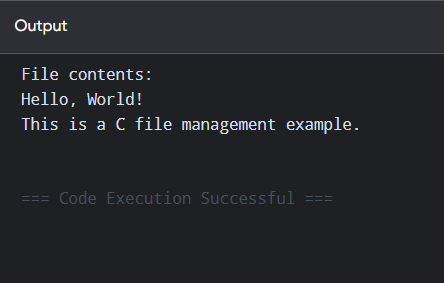 Output
File contents:
Hello, World!
This is a C file management example.
=== Code Execution Successful ===